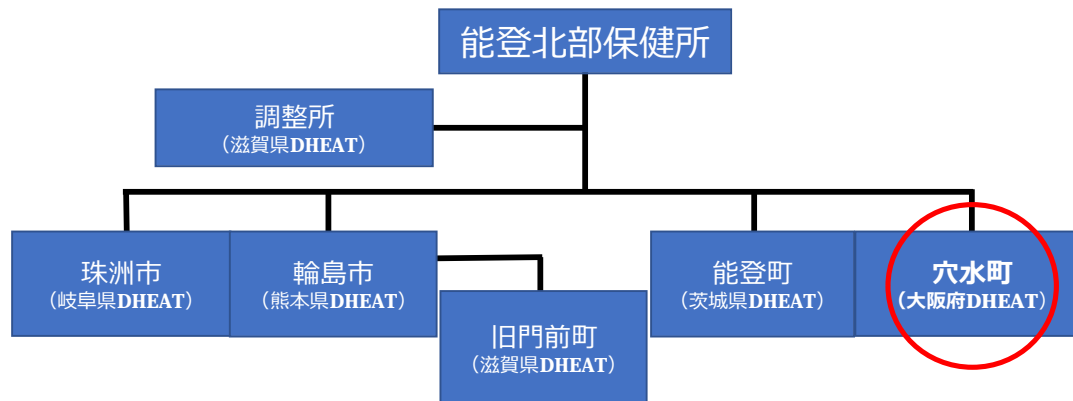 能登北部保健所
調整所
（滋賀県DHEAT）
珠洲市
（岐阜県DHEAT）
輪島市
（熊本県DHEAT）
旧門前町
（滋賀県DHEAT）
能登町
（茨城県DHEAT）
穴水町
（大阪府DHEAT）